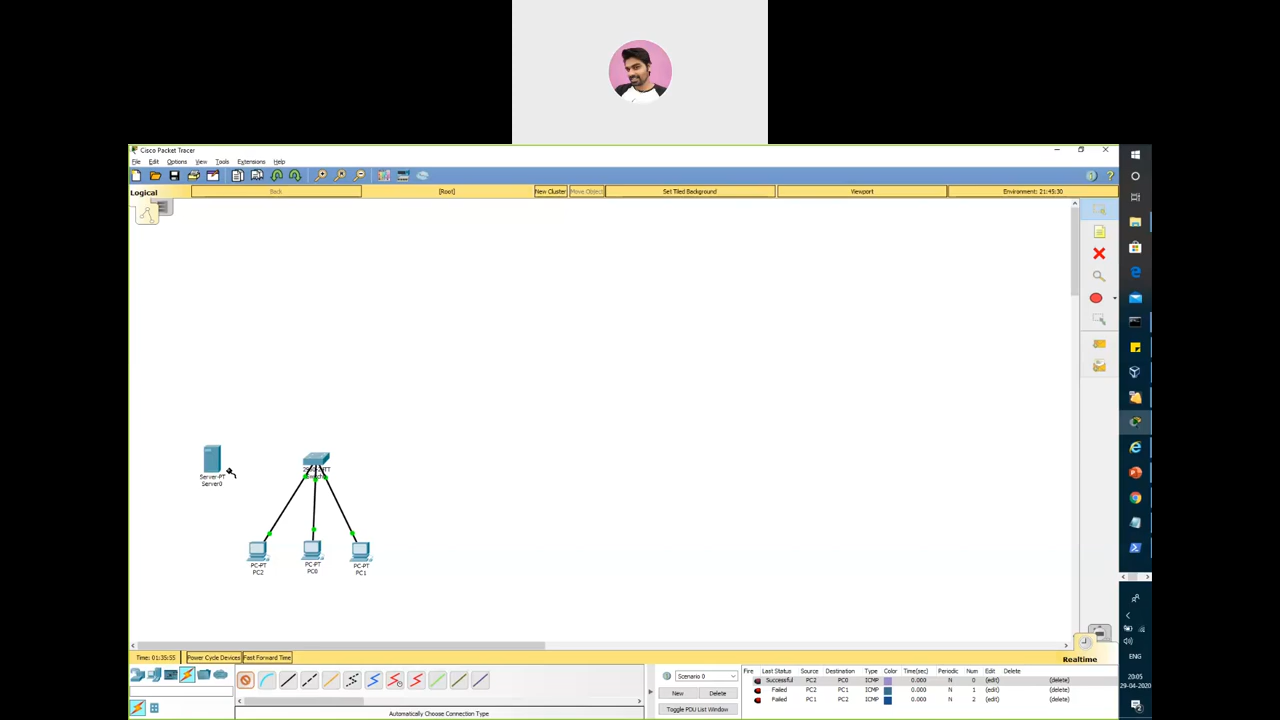 Cisco Packet Tracer
File Edit Options View Tools Extensions Help
Logical Back [Root] New Cluster Move Object Set Tiled Background Viewport Environment: 21:45:30
Server-PT
Server0
PC-PT
PC2
PC-PT
PC0
PC-PT
PC1
Time: 01:35:55 Power Cycle Devices Fast Forward Time Realtime
Scenario 0
New Delete
Toggle PDU List Window
Automatically Choose Connection Type
Fire Last Status Source Destination Type Color Time(sec) Periodic Num Edit Delete
Successful PC2 PC0 ICMP 0.000 N 0 (edit) (delete)
Failed PC2 PC1 ICMP 0.000 N 1 (edit) (delete)
Failed PC1 PC2 ICMP 0.000 N 2 (edit) (delete)
ENG
20:05
29-04-2020